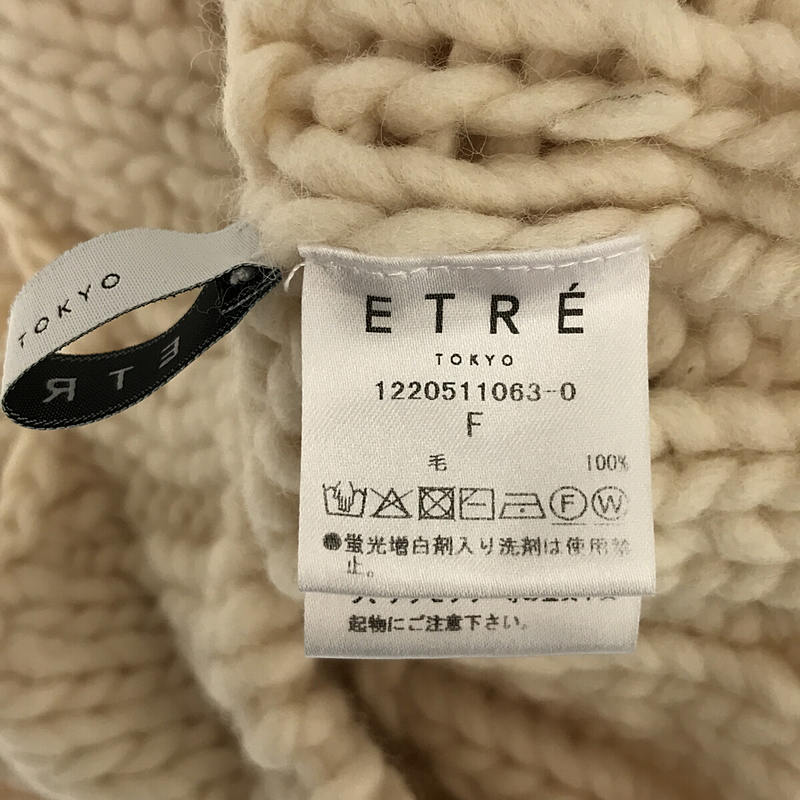 TOKYO
ETR
ETRÉ
TOKYO
1220511063-0
F
毛 100%
F W
●蛍光増白剤入り洗剤は使用禁
止。
起物にご注意下さい。